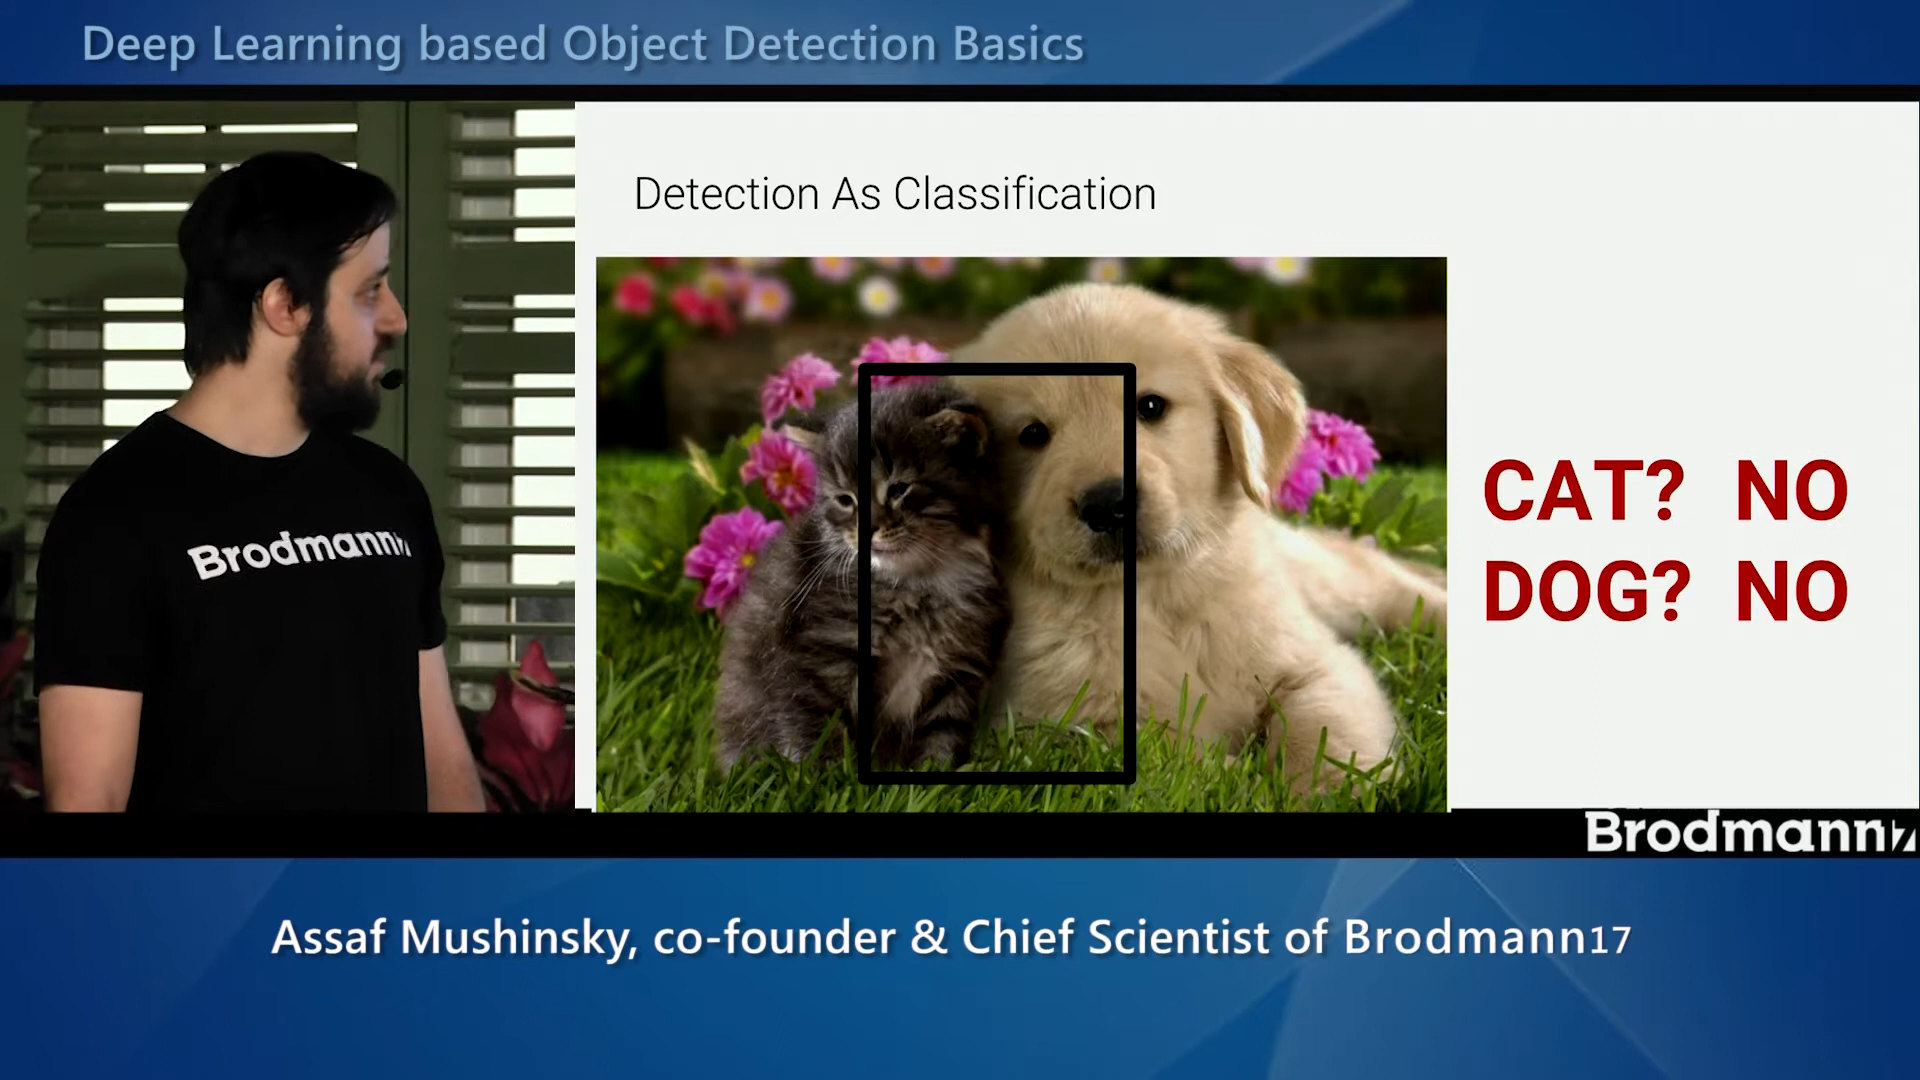 Deep Learning based Object Detection Basics
Detection As Classification
CAT? NO
DOG? NO
Brodmann17
Brodmann17
Assaf Mushinsky, co-founder & Chief Scientist of Brodmann17